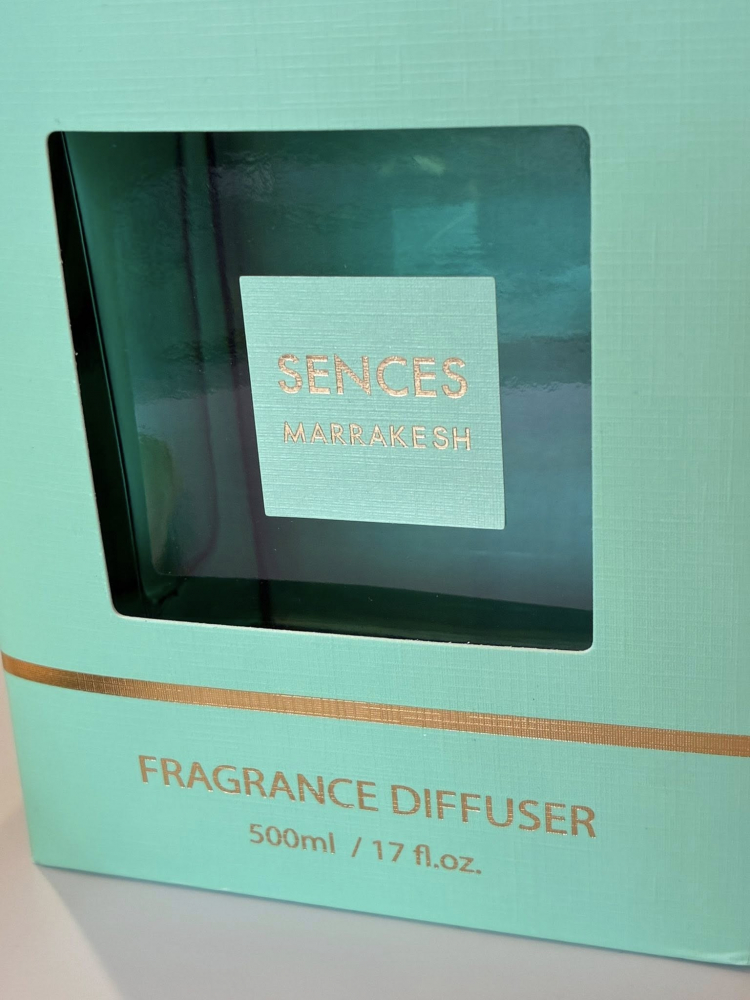 SENCES
MARRAKESH
FRAGRANCE DIFFUSER
500ml / 17 fl.oz.